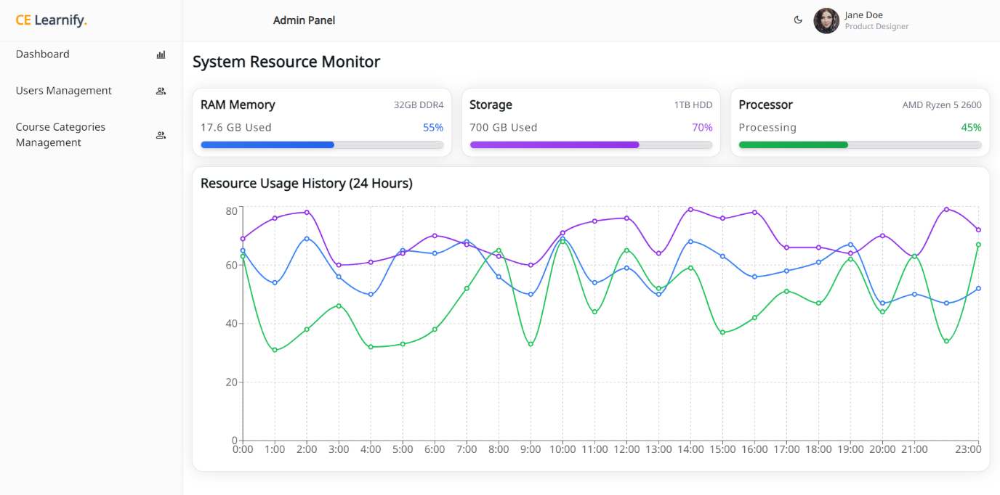 CE Learnify.
Admin Panel
Jane Doe
Product Designer
Dashboard
Users Management
Course Categories
Management
System Resource Monitor
RAM Memory
32GB DDR4
17.6 GB Used
55%
Storage
1TB HDD
700 GB Used
70%
Processor
AMD Ryzen 5 2600
Processing
45%
Resource Usage History (24 Hours)
80
60
40
20
0
0:00 1:00 2:00 3:00 4:00 5:00 6:00 7:00 8:00 9:00 10:00 11:00 12:00 13:00 14:00 15:00 16:00 17:00 18:00 19:00 20:00 21:00 23:00